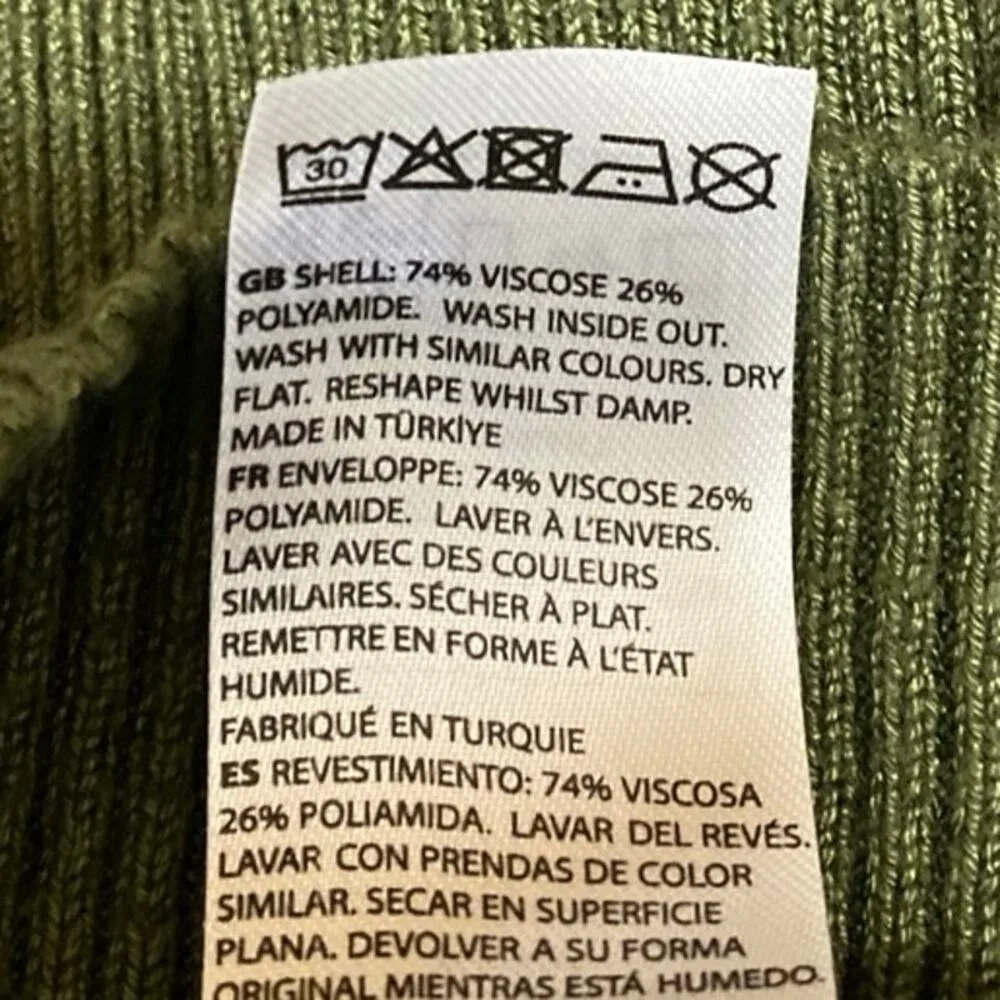 30
GB SHELL: 74% VISCOSE 26%
POLYAMIDE. WASH INSIDE OUT.
WASH WITH SIMILAR COLOURS. DRY
FLAT. RESHAPE WHILST DAMP.
MADE IN TÜRKİYE
FR ENVELOPPE: 74% VISCOSE 26%
POLYAMIDE. LAVER À L'ENVERS.
LAVER AVEC DES COULEURS
SIMILAIRES. SÉCHER À PLAT.
REMETTRE EN FORME À L'ÉTAT
HUMIDE.
FABRIQUÉ EN TURQUIE
ES REVESTIMIENTO: 74% VISCOSA
26% POLIAMIDA. LAVAR DEL REVÉS.
LAVAR CON PRENDAS DE COLOR
SIMILAR. SECAR EN SUPERFICIE
PLANA. DEVOLVER A SU FORMA
ORIGINAL MIENTRAS ESTÁ HUMEDO.